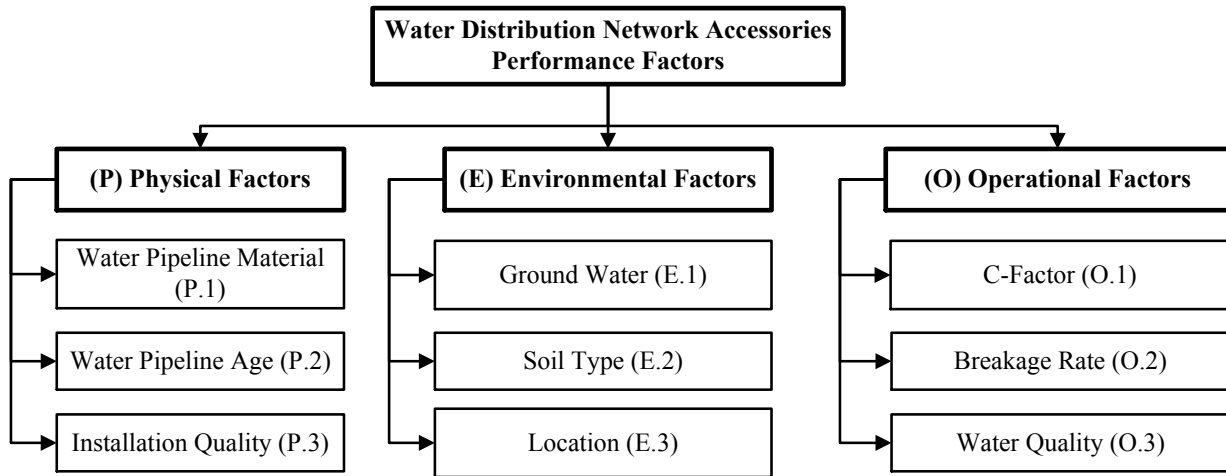 Water Distribution Network Accessories
Performance Factors
(P) Physical Factors
(E) Environmental Factors
(O) Operational Factors
Water Pipeline Material
(P.1)
Ground Water (E.1)
C-Factor (O.1)
Water Pipeline Age (P.2)
Soil Type (E.2)
Breakage Rate (O.2)
Installation Quality (P.3)
Location (E.3)
Water Quality (O.3)